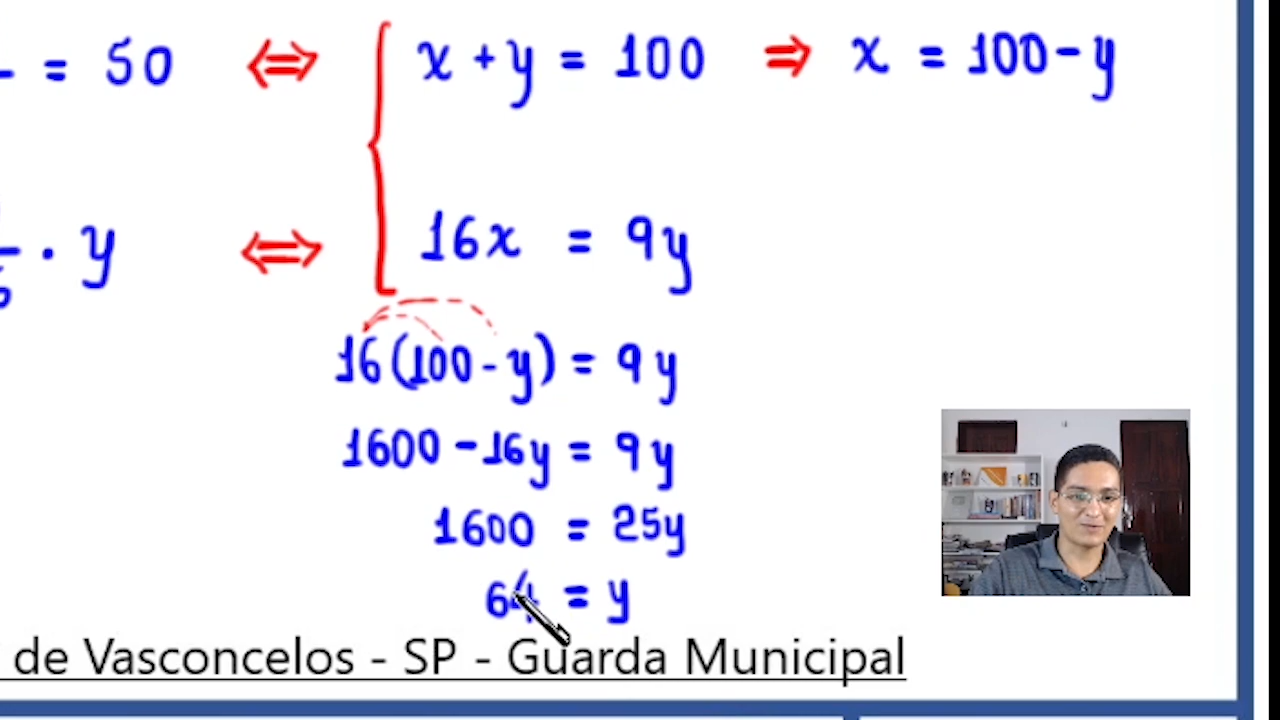 = 50 ⇔ x + y = 100 ⇒ x = 100 - y
· y ⇔ 16x = 9y
16(100 - y) = 9y
1600 - 16y = 9y
1600 = 25y
64 = y
de Vasconcelos - SP - Guarda Municipal